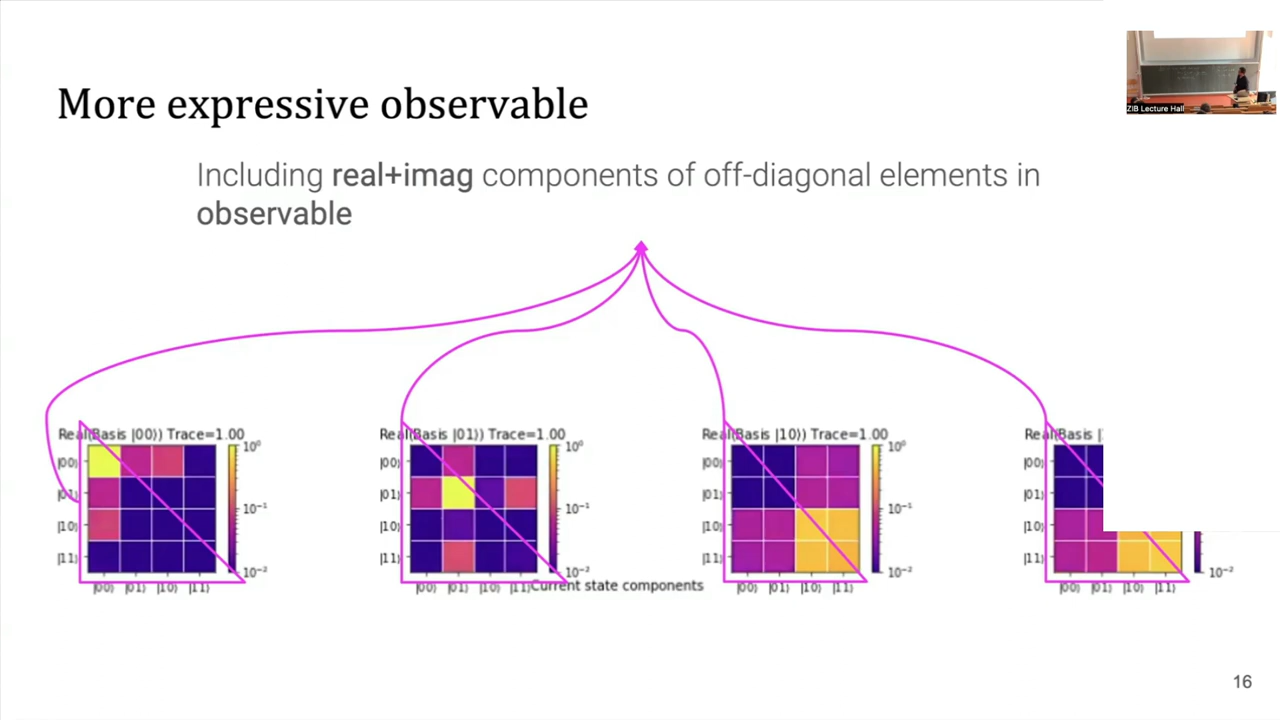 More expressive observable
ZIB Lecture Hall
Including real+imag components of off-diagonal elements in
observable
Real(Basis |00⟩) Trace=1.00
|00⟩
|01⟩
|10⟩
|11⟩
10⁰
10⁻¹
10⁻²
|00⟩ |01⟩ |10⟩ |11⟩
Real(Basis |01⟩) Trace=1.00
|00⟩
|01⟩
|10⟩
|11⟩
10⁰
10⁻¹
10⁻²
|00⟩ |01⟩ |10⟩ |11⟩
Current state components
Real(Basis |10⟩) Trace=1.00
|00⟩
|01⟩
|10⟩
|11⟩
10⁰
10⁻¹
10⁻²
|00⟩ |01⟩ |10⟩ |11⟩
Real(Basis
|00⟩
|01⟩
|10⟩
|11⟩
10⁻²
|00⟩ |01⟩ |10⟩ |11⟩
16